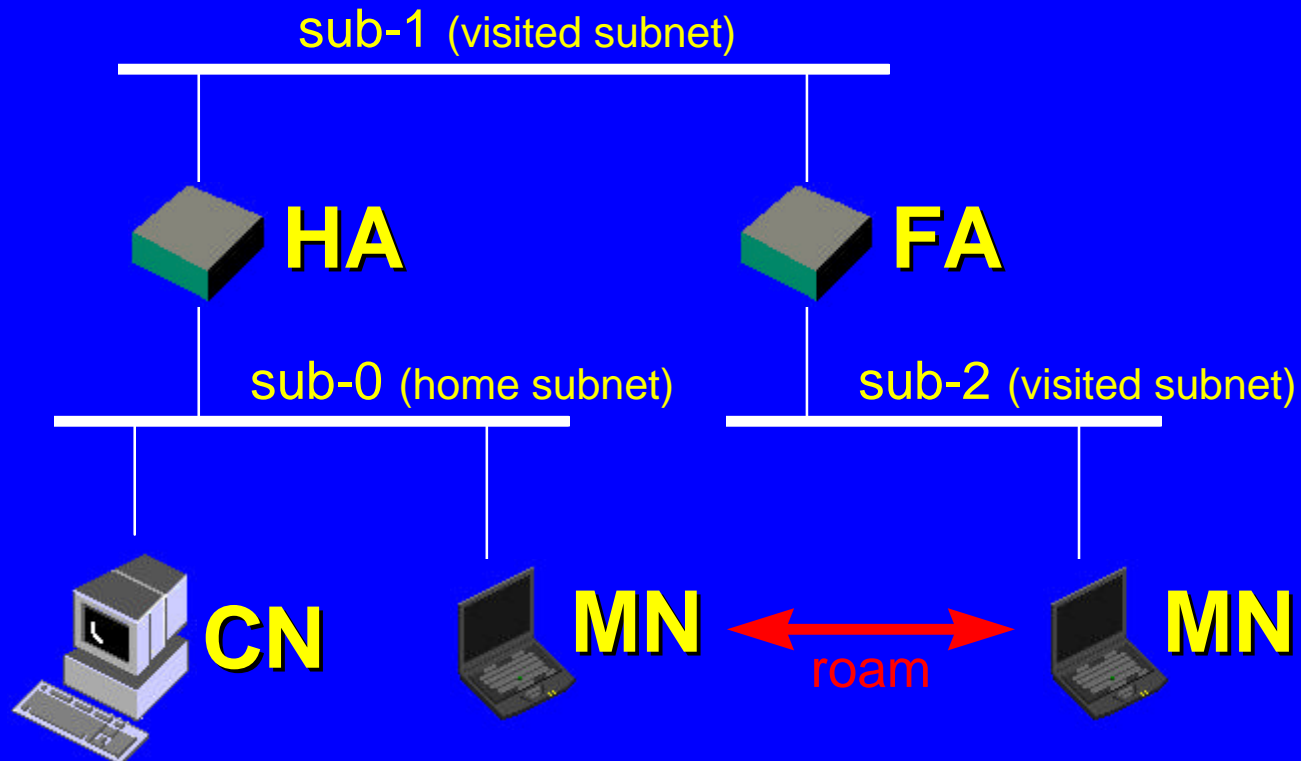 sub-1 (visited subnet)
HA
FA
sub-0 (home subnet)
sub-2 (visited subnet)
CN
MN
roam
MN